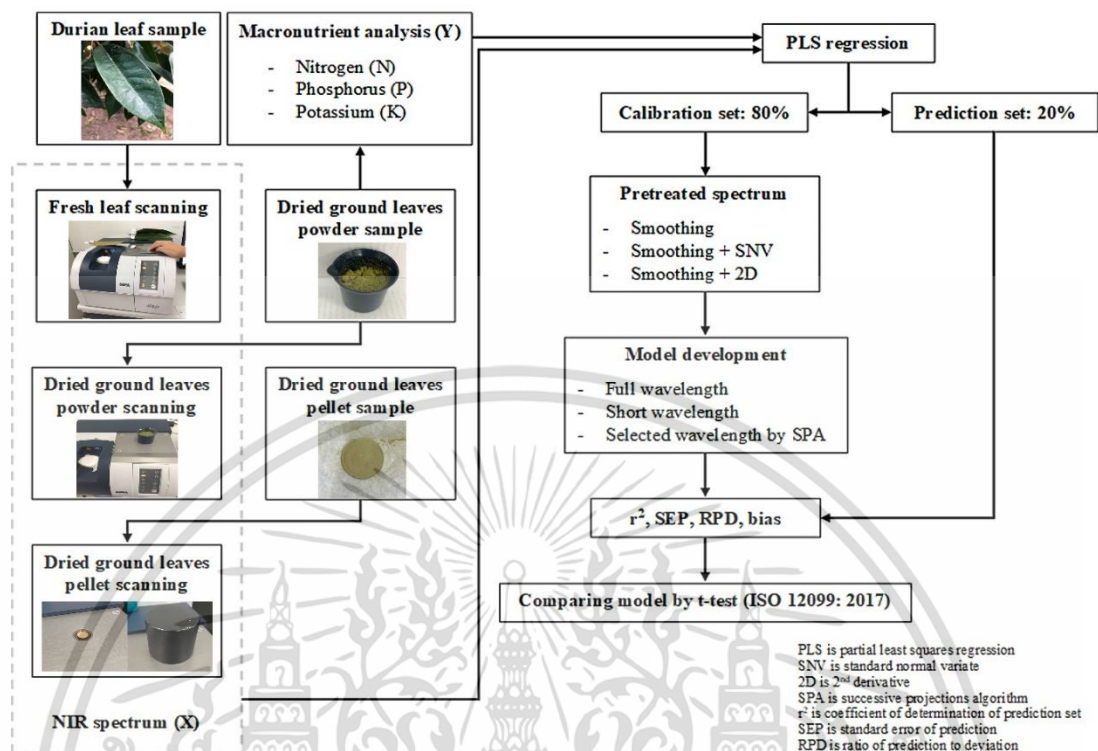 Durian leaf sample
Macronutrient analysis (Y)
- Nitrogen (N)
- Phosphorus (P)
- Potassium (K)
Fresh leaf scanning
Dried ground leaves
powder sample
Dried ground leaves
powder scanning
Dried ground leaves
pellet sample
Dried ground leaves
pellet scanning
NIR spectrum (X)
PLS regression
Calibration set: 80%
Prediction set: 20%
Pretreated spectrum
- Smoothing
- Smoothing + SNV
- Smoothing + 2D
Model development
- Full wavelength
- Short wavelength
- Selected wavelength by SPA
r², SEP, RPD, bias
Comparing model by t-test (ISO 12099: 2017)
PLS is partial least squares regression
SNV is standard normal variate
2D is 2nd derivative
SPA is successive projections algorithm
r² is coefficient of determination of prediction set
SEP is standard error of prediction
RPD is ratio of prediction to deviation